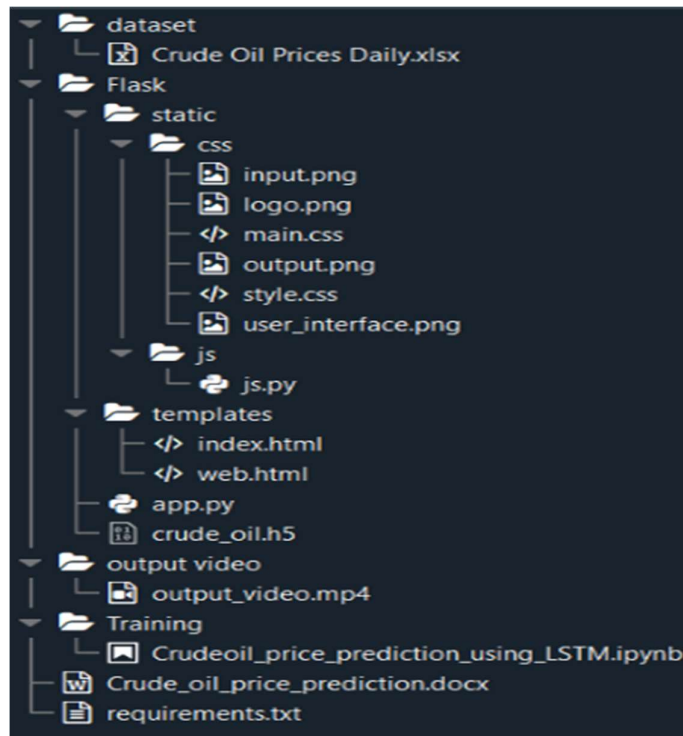 dataset
Crude Oil Prices Daily.xlsx
Flask
static
css
input.png
logo.png
main.css
output.png
style.css
user_interface.png
js
js.py
templates
index.html
web.html
app.py
crude_oil.h5
output video
output_video.mp4
Training
Crudeoil_price_prediction_using_LSTM.ipynb
Crude_oil_price_prediction.docx
requirements.txt